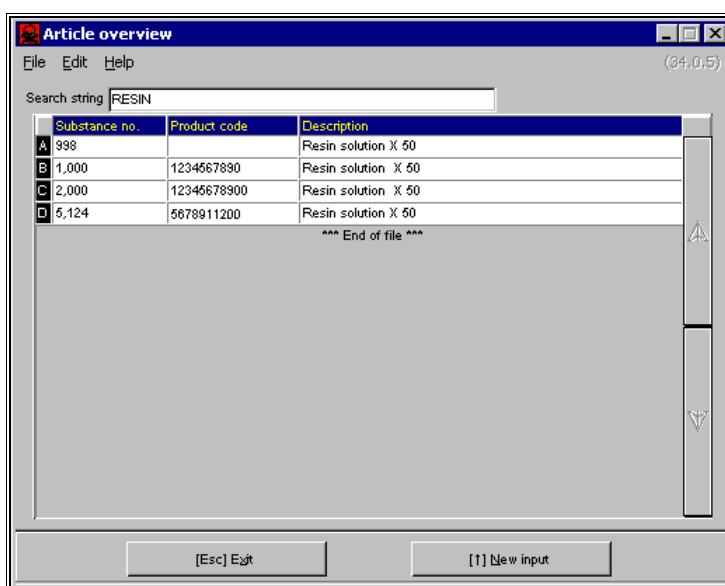 Article overview
File Edit Help (34,0,5)
Search string RESIN
Substance no. Product code Description
A 998 Resin solution X 50
B 1,000 1234567890 Resin solution X 50
C 2,000 12345678900 Resin solution X 50
D 5,124 5678911200 Resin solution X 50
*** End of file ***
[Esc] Exit [↑] New input